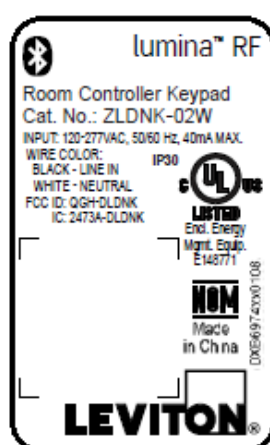 lumina™ RF
Room Controller Keypad
Cat. No.: ZLDNK-02W
INPUT: 120-277VAC, 50/60 Hz, 40mA MAX.
WIRE COLOR:
BLACK - LINE IN
WHITE - NEUTRAL
FCC ID: QGH-DLDNK
IC: 2473A-DLDNK
IP30
C UL US
LISTED
Encl. Energy
Mgmt. Equip.
E148771
NOM
Made
in China
LEVITON®